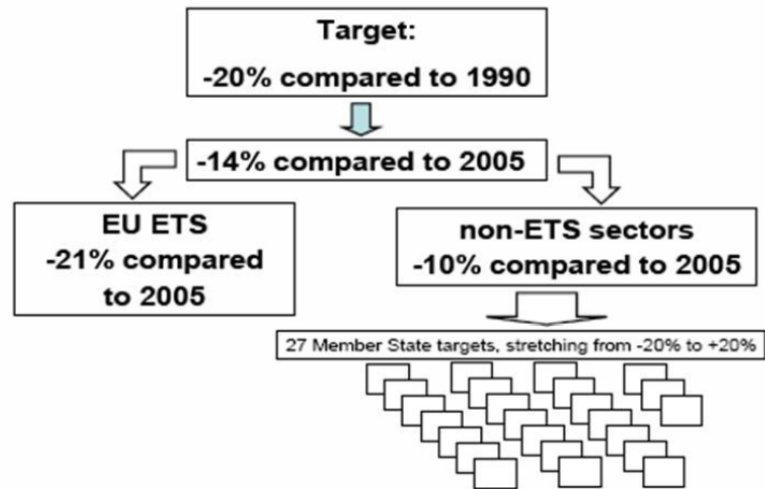 Target:
-20% compared to 1990
-14% compared to 2005
EU ETS
-21% compared
to 2005
non-ETS sectors
-10% compared to 2005
27 Member State targets, stretching from -20% to +20%